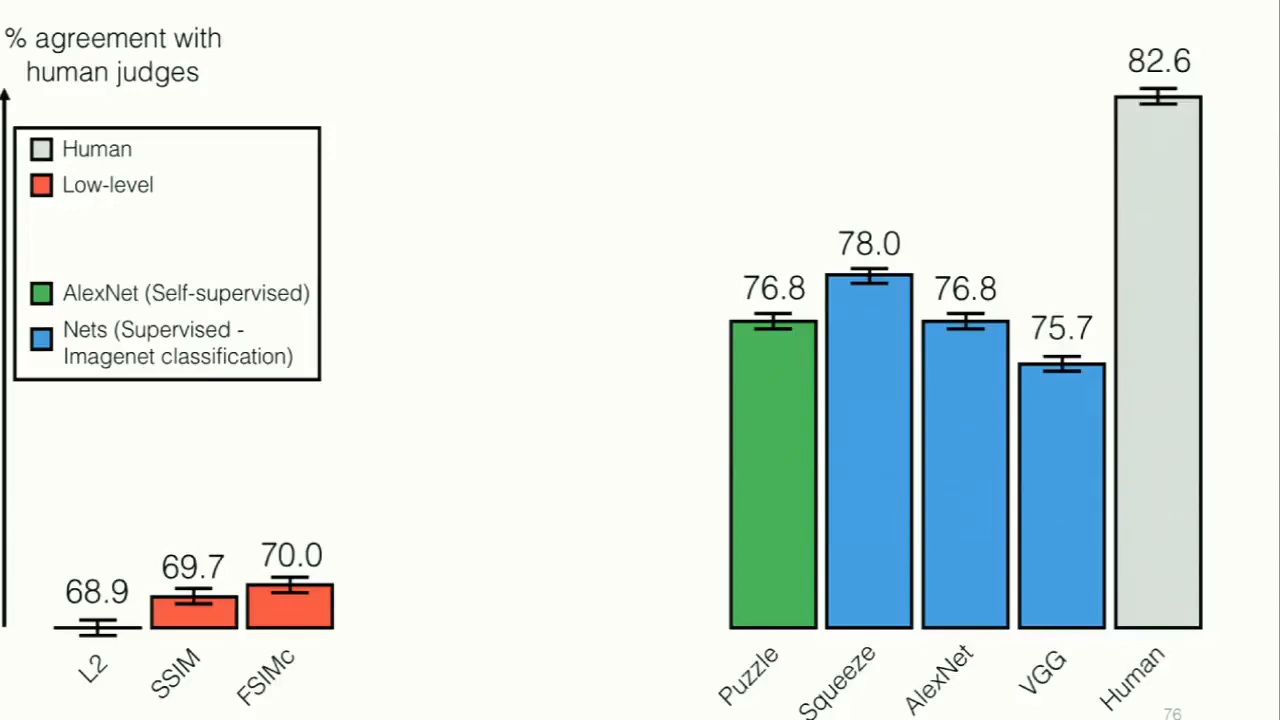 % agreement with
human judges
Human
Low-level
AlexNet (Self-supervised)
Nets (Supervised -
Imagenet classification)
68.9
69.7
70.0
76.8
78.0
76.8
75.7
82.6
L2
SSIM
FSIMc
Puzzle
Squeeze
AlexNet
VGG
Human
76